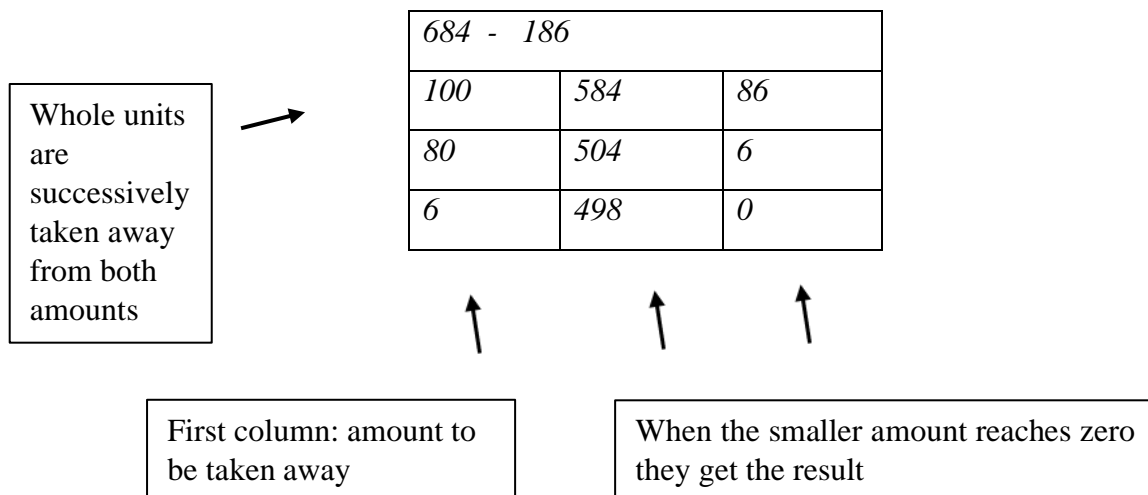 684 - 186
100 584 86
80 504 6
6 498 0
Whole units
are
successively
taken away
from both
amounts
First column: amount to
be taken away
When the smaller amount reaches zero
they get the result